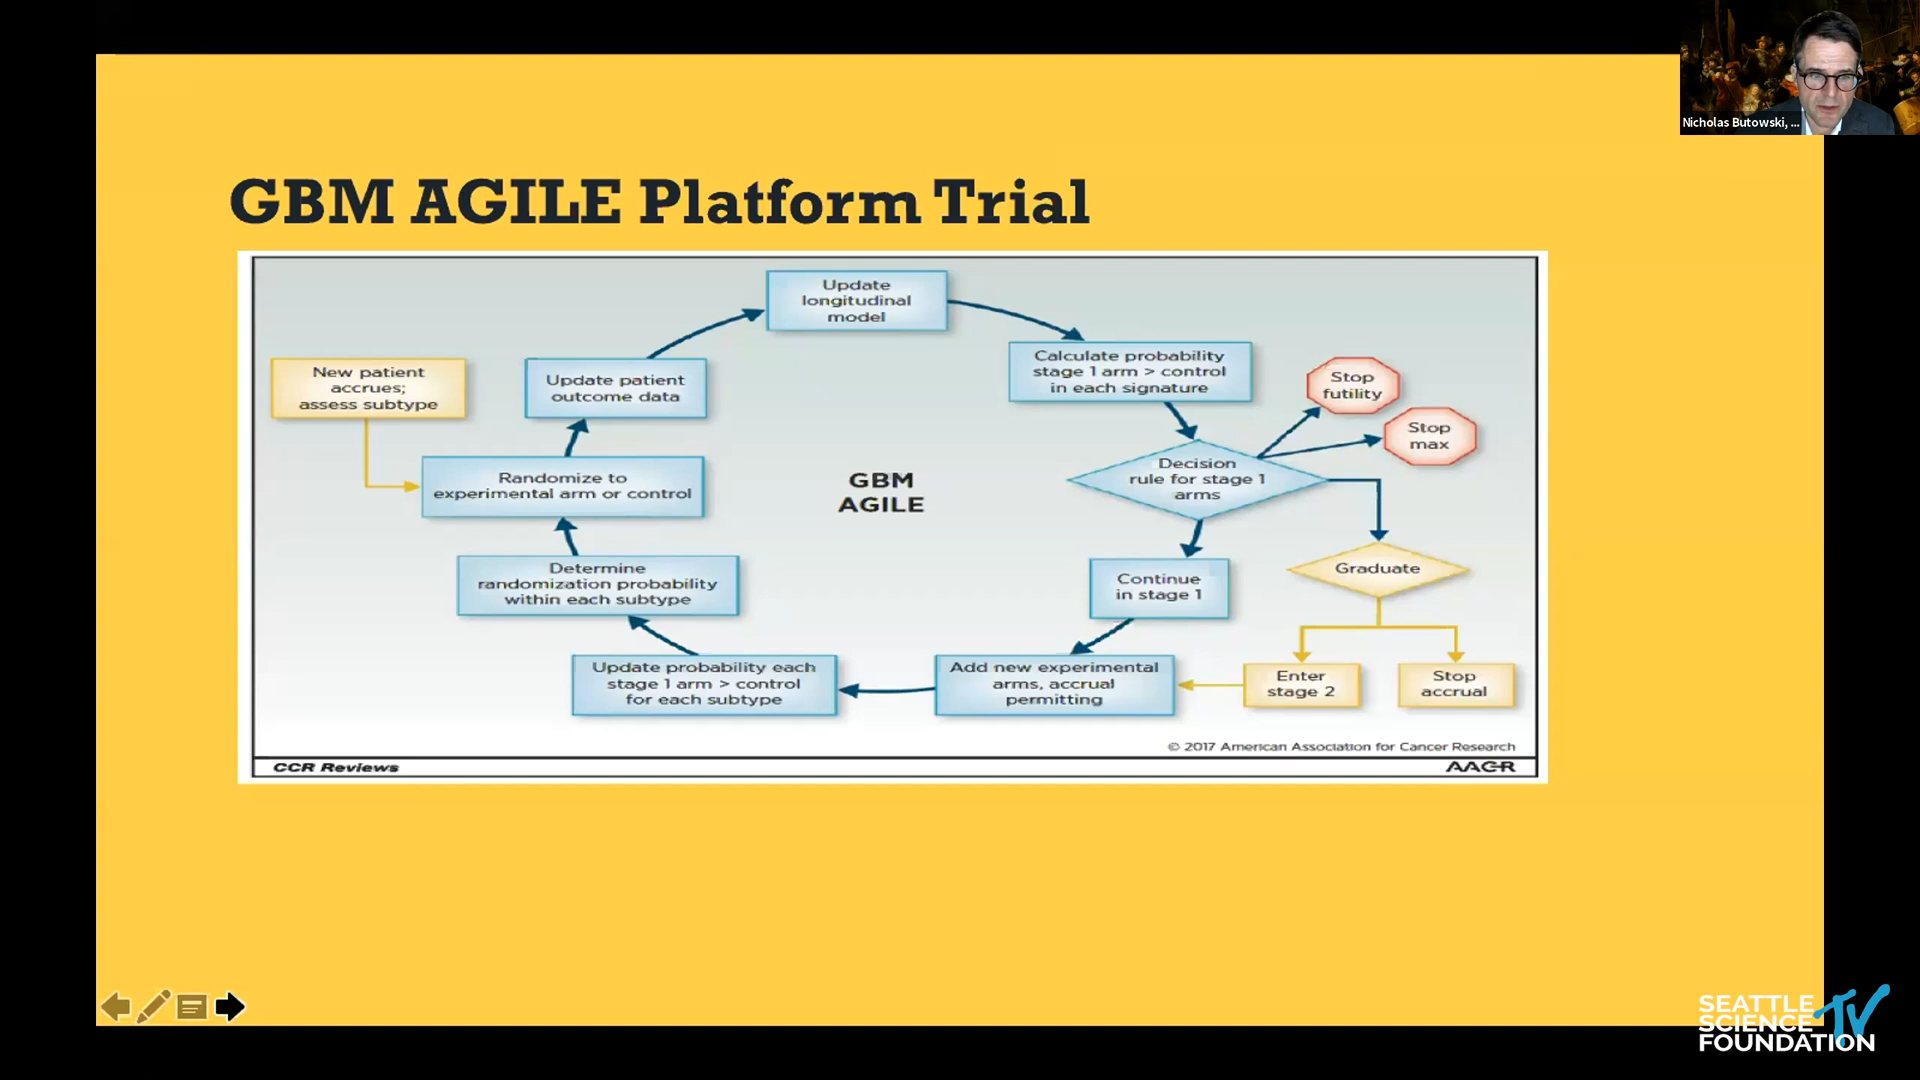 Nicholas Butowski, ...
GBM AGILE Platform Trial
Update
longitudinal
model
Calculate probability
stage 1 arm > control
in each signature
New patient
accrues;
assess subtype
Update patient
outcome data
Stop
futility
Stop
max
Randomize to
experimental arm or control
GBM
AGILE
Decision
rule for stage 1
arms
Determine
randomization probability
within each subtype
Continue
in stage 1
Graduate
Update probability each
stage 1 arm > control
for each subtype
Add new experimental
arms, accrual
permitting
Enter
stage 2
Stop
accrual
© 2017 American Association for Cancer Research
CCR Reviews
AACR
SEATTLE
SCIENCE
FOUNDATION
TV